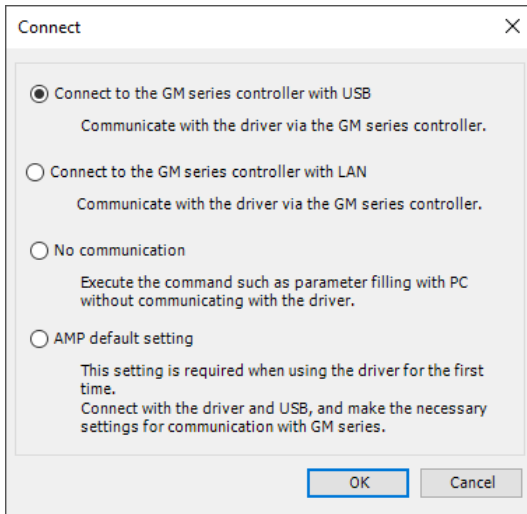 Connect
Connect to the GM series controller with USB
Communicate with the driver via the GM series controller.
Connect to the GM series controller with LAN
Communicate with the driver via the GM series controller.
No communication
Execute the command such as parameter filling with PC
without communicating with the driver.
AMP default setting
This setting is required when using the driver for the first
time.
Connect with the driver and USB, and make the necessary
settings for communication with GM series.
OK Cancel